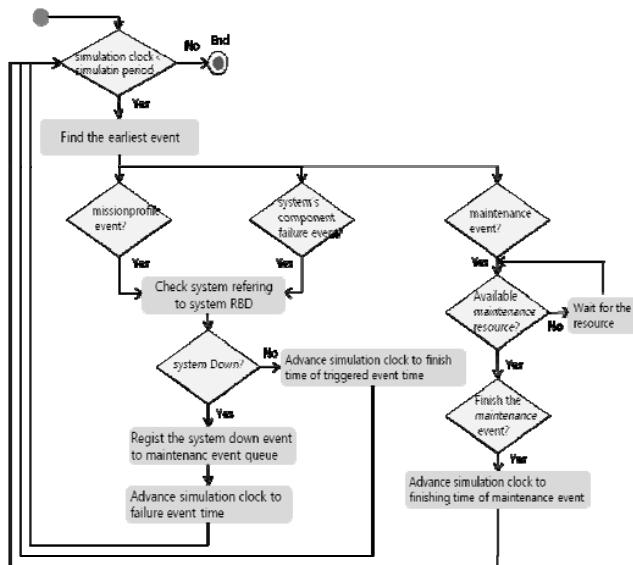 No End
simulation clock <
simulatin period
Yes
Find the earliest event
missionprofile
event?
system's
component
failure event?
maintenance
event?
Yes
Yes
Yes
Check system refering
to system RBD
Available
maintenance
resource?
No
Wait for the
resource
system Down?
No
Advance simulation clock to finish
time of triggered event time
Yes
Yes
Finish the
maintenance
event?
Regist the system down event
to maintenanc event queue
Yes
Advance simulation clock to
failure event time
Advance simulation clock to
finishing time of maintenance event